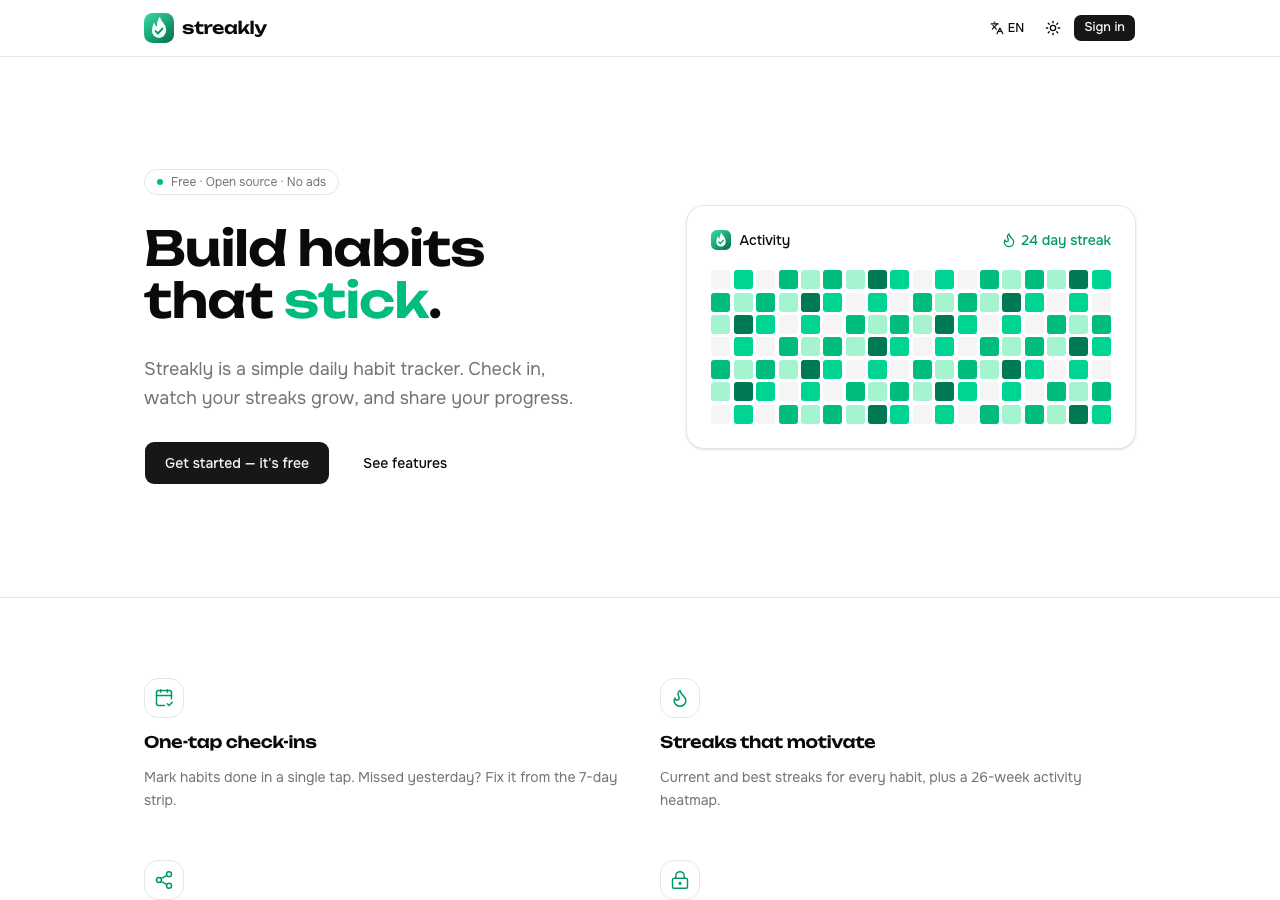 streakly
EN
Sign in
Free · Open source · No ads
Build habits
that stick.
Streakly is a simple daily habit tracker. Check in,
watch your streaks grow, and share your progress.
Get started — it's free
See features
Activity
24 day streak
One-tap check-ins
Mark habits done in a single tap. Missed yesterday? Fix it from the 7-day
strip.
Streaks that motivate
Current and best streaks for every habit, plus a 26-week activity
heatmap.